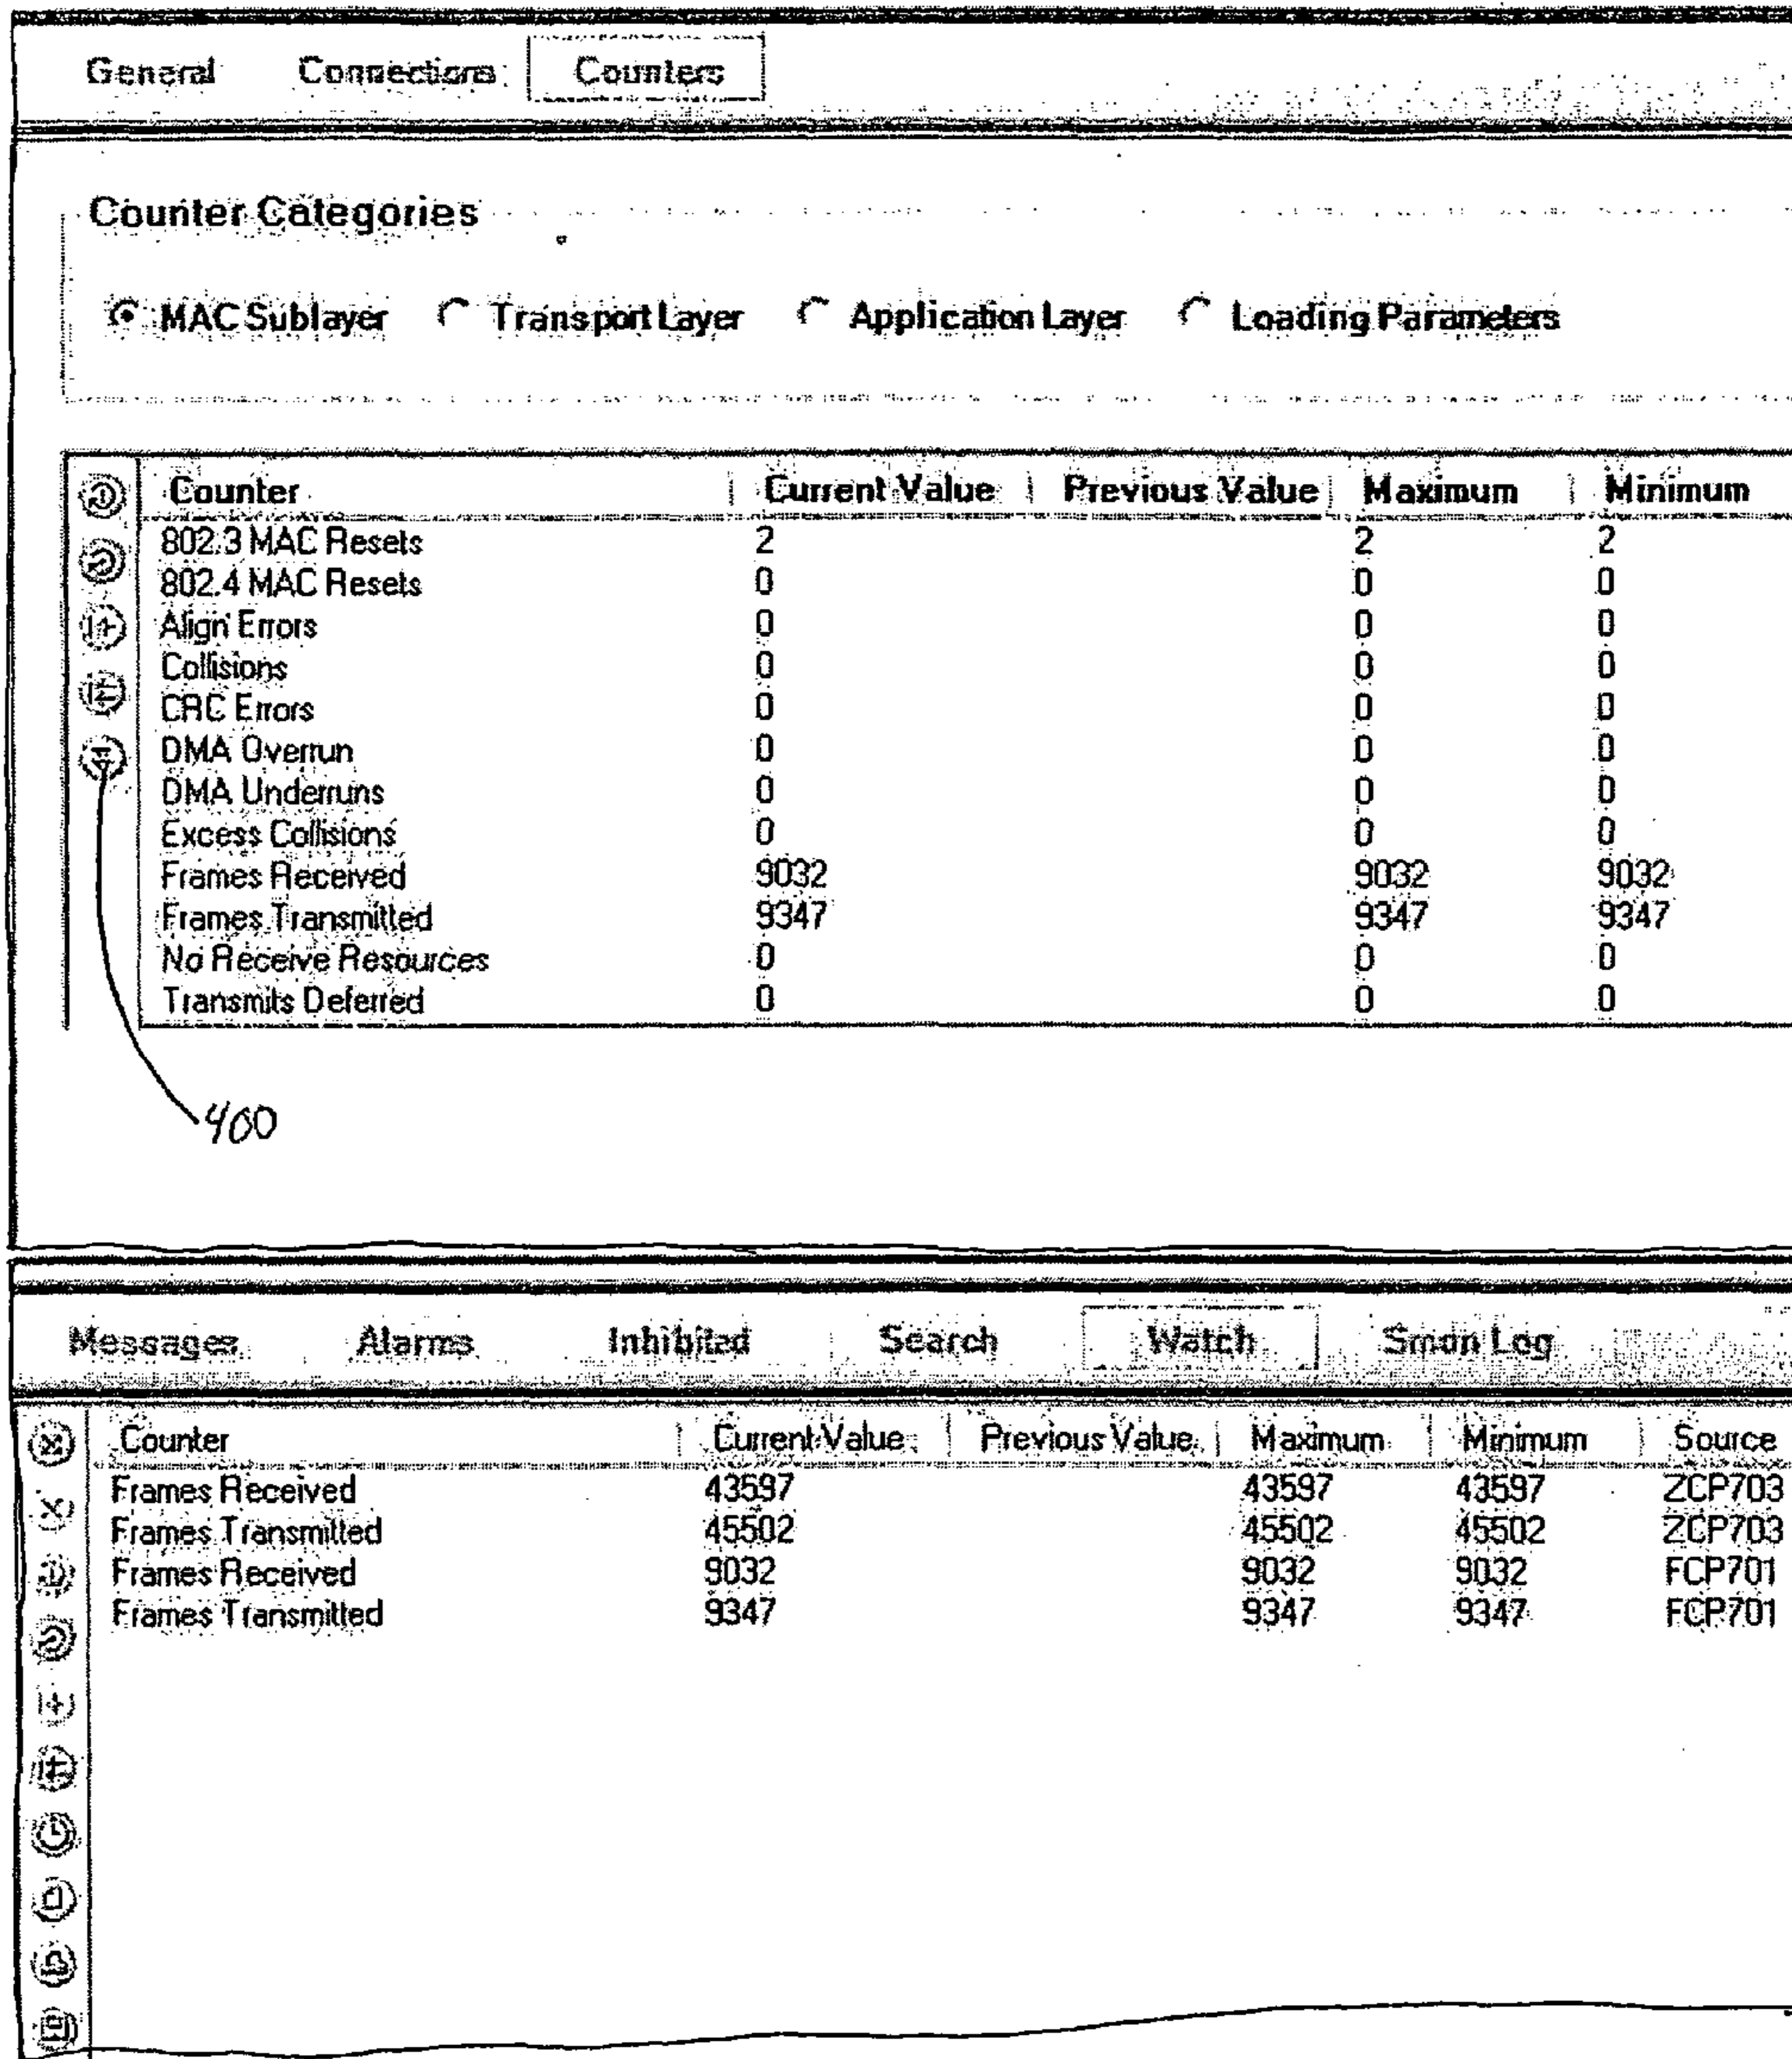 General Connections Counters
Counter Categories
MAC Sublayer Transport Layer Application Layer Loading Parameters
Counter Current Value Previous Value Maximum Minimum
802.3 MAC Resets 2 2 2
802.4 MAC Resets 0 0 0
Align Errors 0 0 0
Collisions 0 0 0
CRC Errors 0 0 0
DMA Overrun 0 0 0
DMA Underruns 0 0 0
Excess Collisions 0 0 0
Frames Received 9032 9032 9032
Frames Transmitted 9347 9347 9347
No Receive Resources 0 0 0
Transmits Deferred 0 0 0
400
Messages Alarms Inhibited Search Watch Smon Log
Counter Current Value Previous Value Maximum Minimum Source
Frames Received 43597 43597 43597 ZCP703
Frames Transmitted 45502 45502 45502 ZCP703
Frames Received 9032 9032 9032 FCP701
Frames Transmitted 9347 9347 9347 FCP701